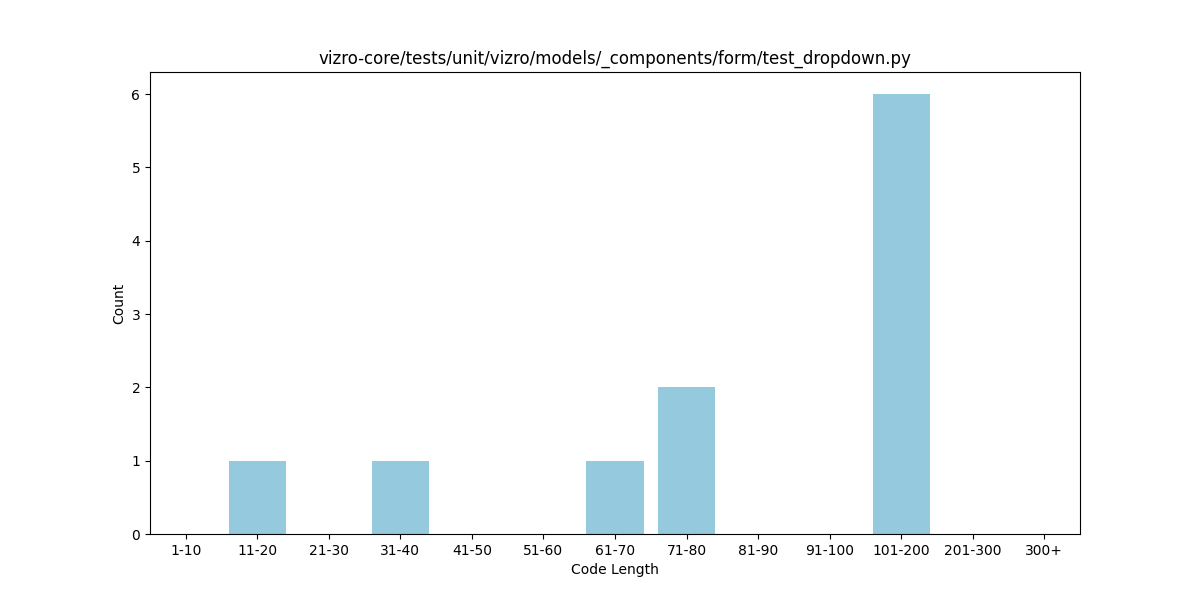 vizro-core/tests/unit/vizro/models/_components/form/test_dropdown.py
6
5
4
3
2
1
0
Count
1-10 11-20 21-30 31-40 41-50 51-60 61-70 71-80 81-90 91-100 101-200 201-300 300+
Code Length